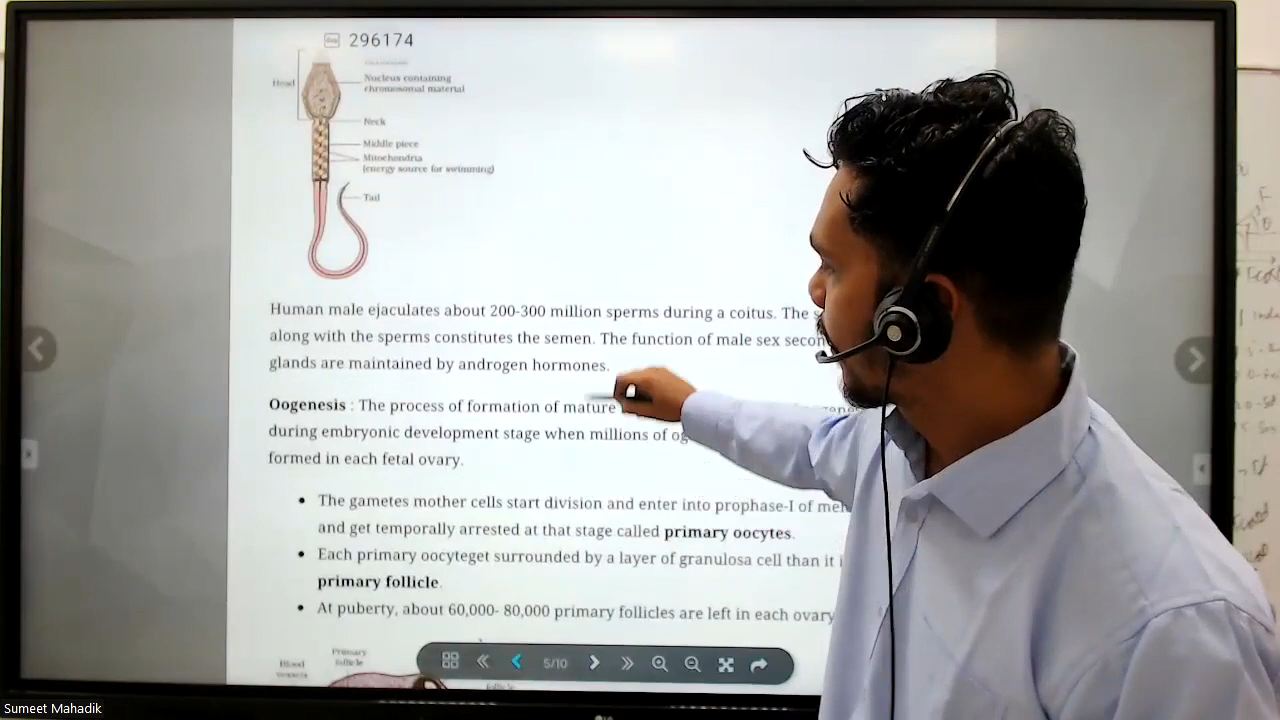 296174
Head
Nucleus containing
chromosomal material
Neck
Middle piece
Mitochondria
(energy source for swimming)
Tail
Human male ejaculates about 200-300 million sperms during a coitus. The
along with the sperms constitutes the semen. The function of male sex secon
glands are maintained by androgen hormones.
Oogenesis : The process of formation of mature
during embryonic development stage when millions of og
formed in each fetal ovary.
• The gametes mother cells start division and enter into prophase-I of mei
and get temporally arrested at that stage called primary oocytes.
• Each primary oocyteget surrounded by a layer of granulosa cell than it i
primary follicle.
• At puberty, about 60,000- 80,000 primary follicles are left in each ovary
Primary
follicle
Blood
vessels
5/10
Sumeet Mahadik
LG